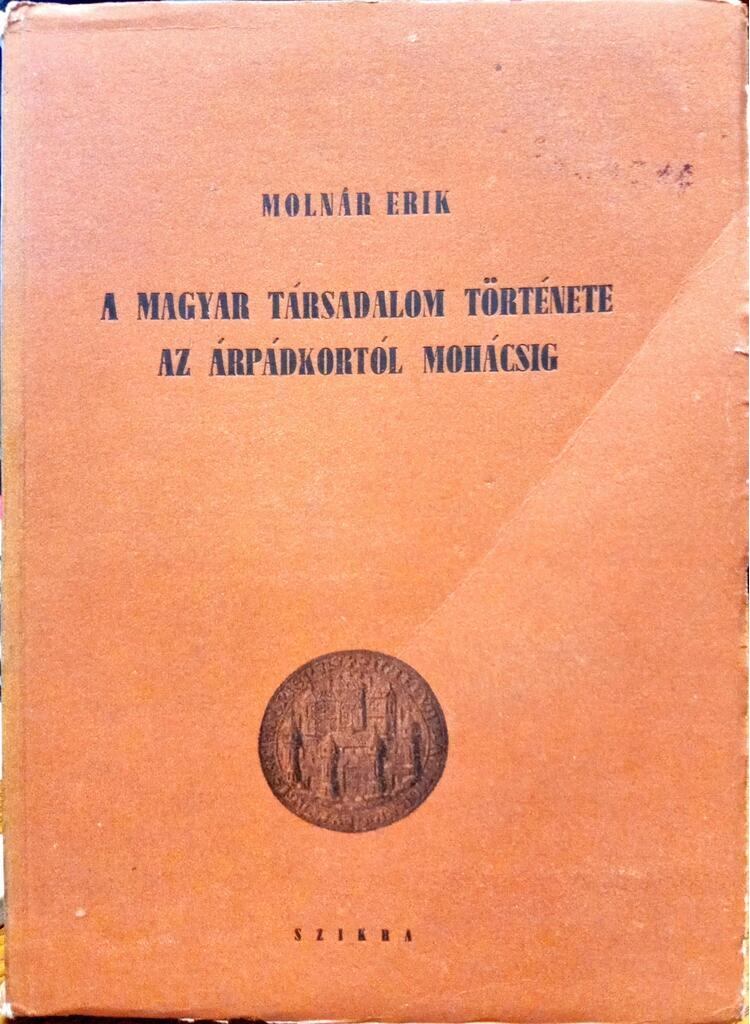 MOLNÁR ERIK
A MAGYAR TÁRSADALOM TÖRTÉNETE
AZ ÁRPÁDKORTÓL MOHÁCSIG
SZIKRA